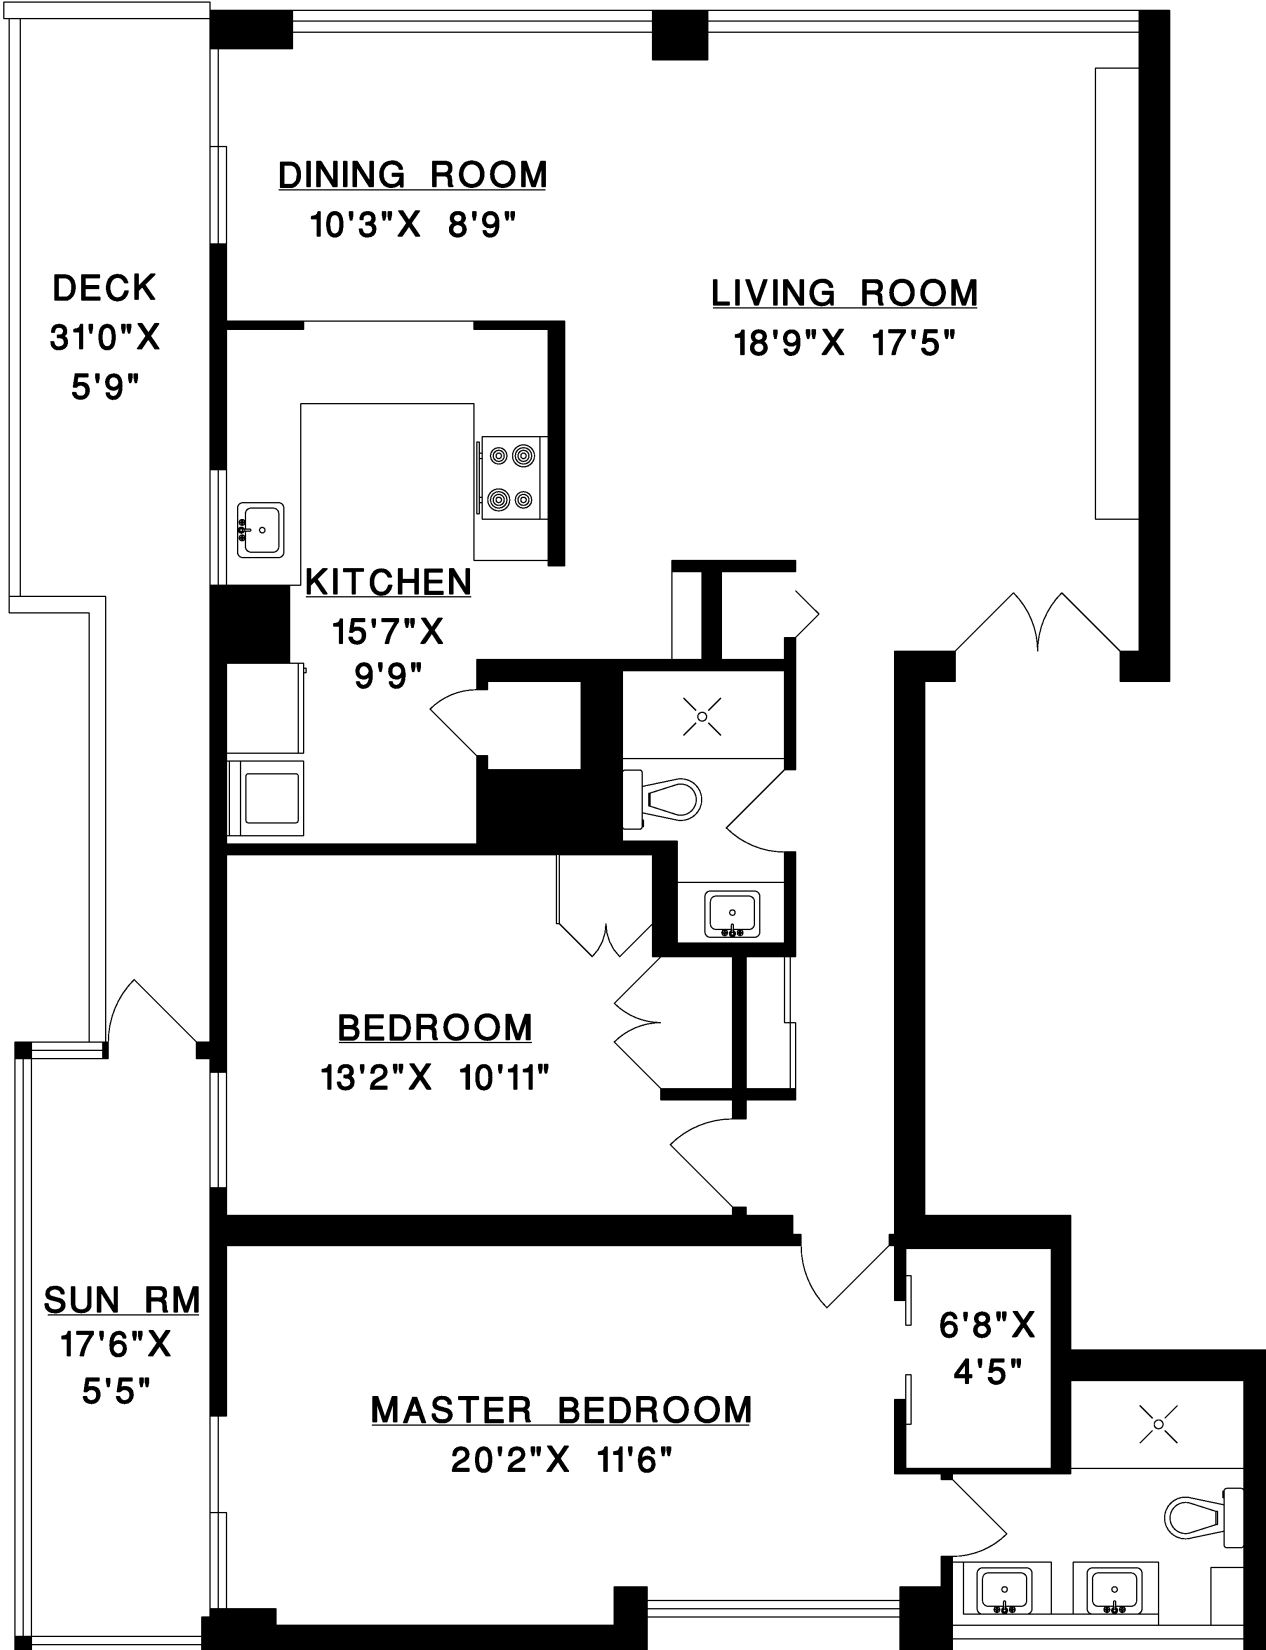 DINING ROOM
10'3"X 8'9"
DECK
31'0"X
5'9"
LIVING ROOM
18'9"X 17'5"
KITCHEN
15'7"X
9'9"
BEDROOM
13'2"X 10'11"
SUN RM
17'6"X
5'5"
6'8"X
4'5"
MASTER BEDROOM
20'2"X 11'6"